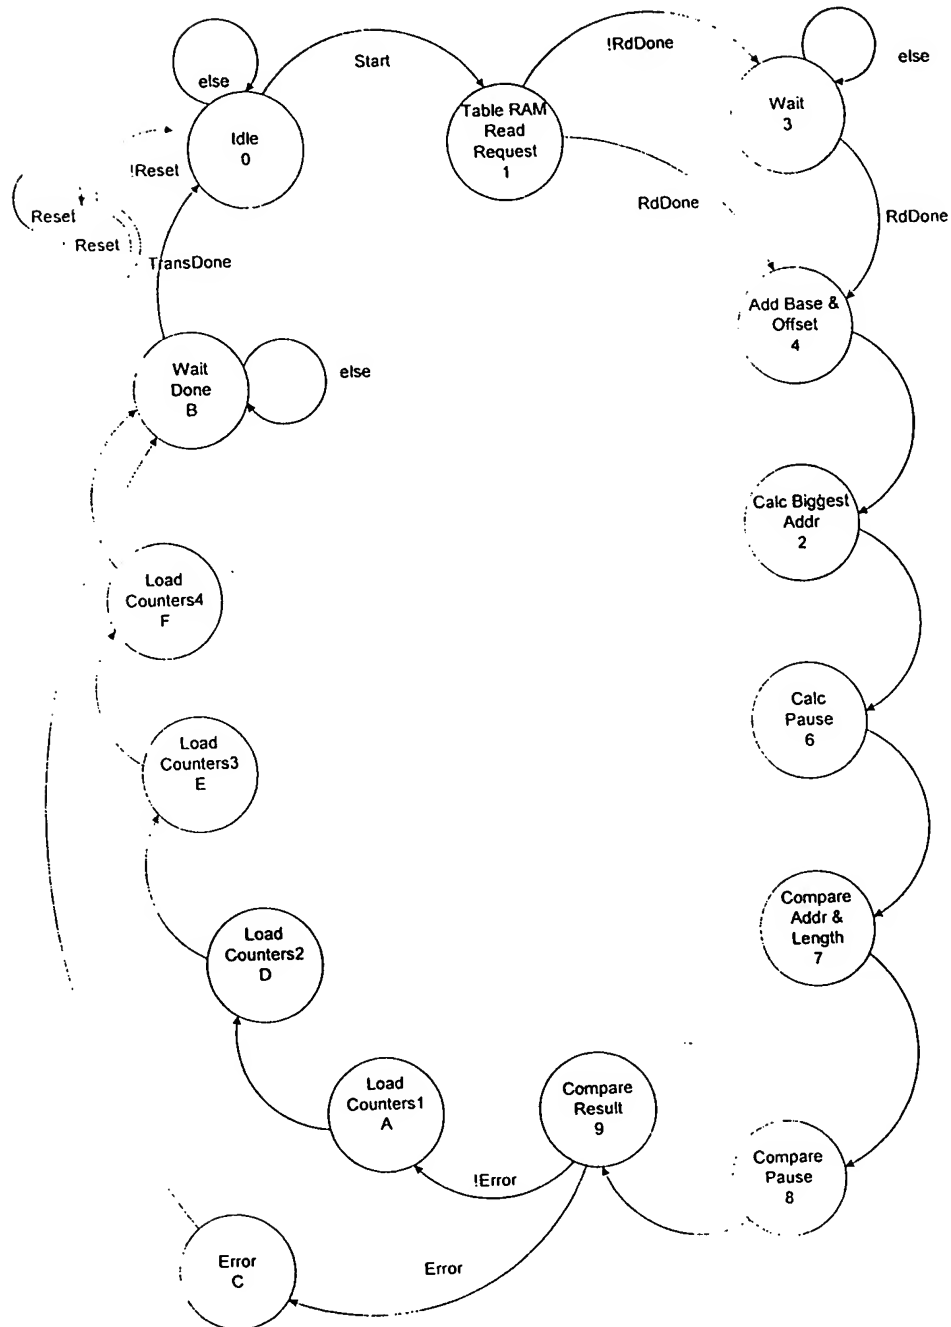 else
Start
!RdDone
else
Idle
0
Table RAM
Read
Request
1
Wait
3
!Reset
Reset
Reset
RdDone
RdDone
TransDone
Add Base &
Offset
4
Wait
Done
B
else
Calc Biggest
Addr
2
Load
Counters4
F
Calc
Pause
6
Load
Counters3
E
Compare
Addr &
Length
7
Load
Counters2
D
Load
Counters1
A
Compare
Result
9
Compare
Pause
8
!Error
Error
C
Error